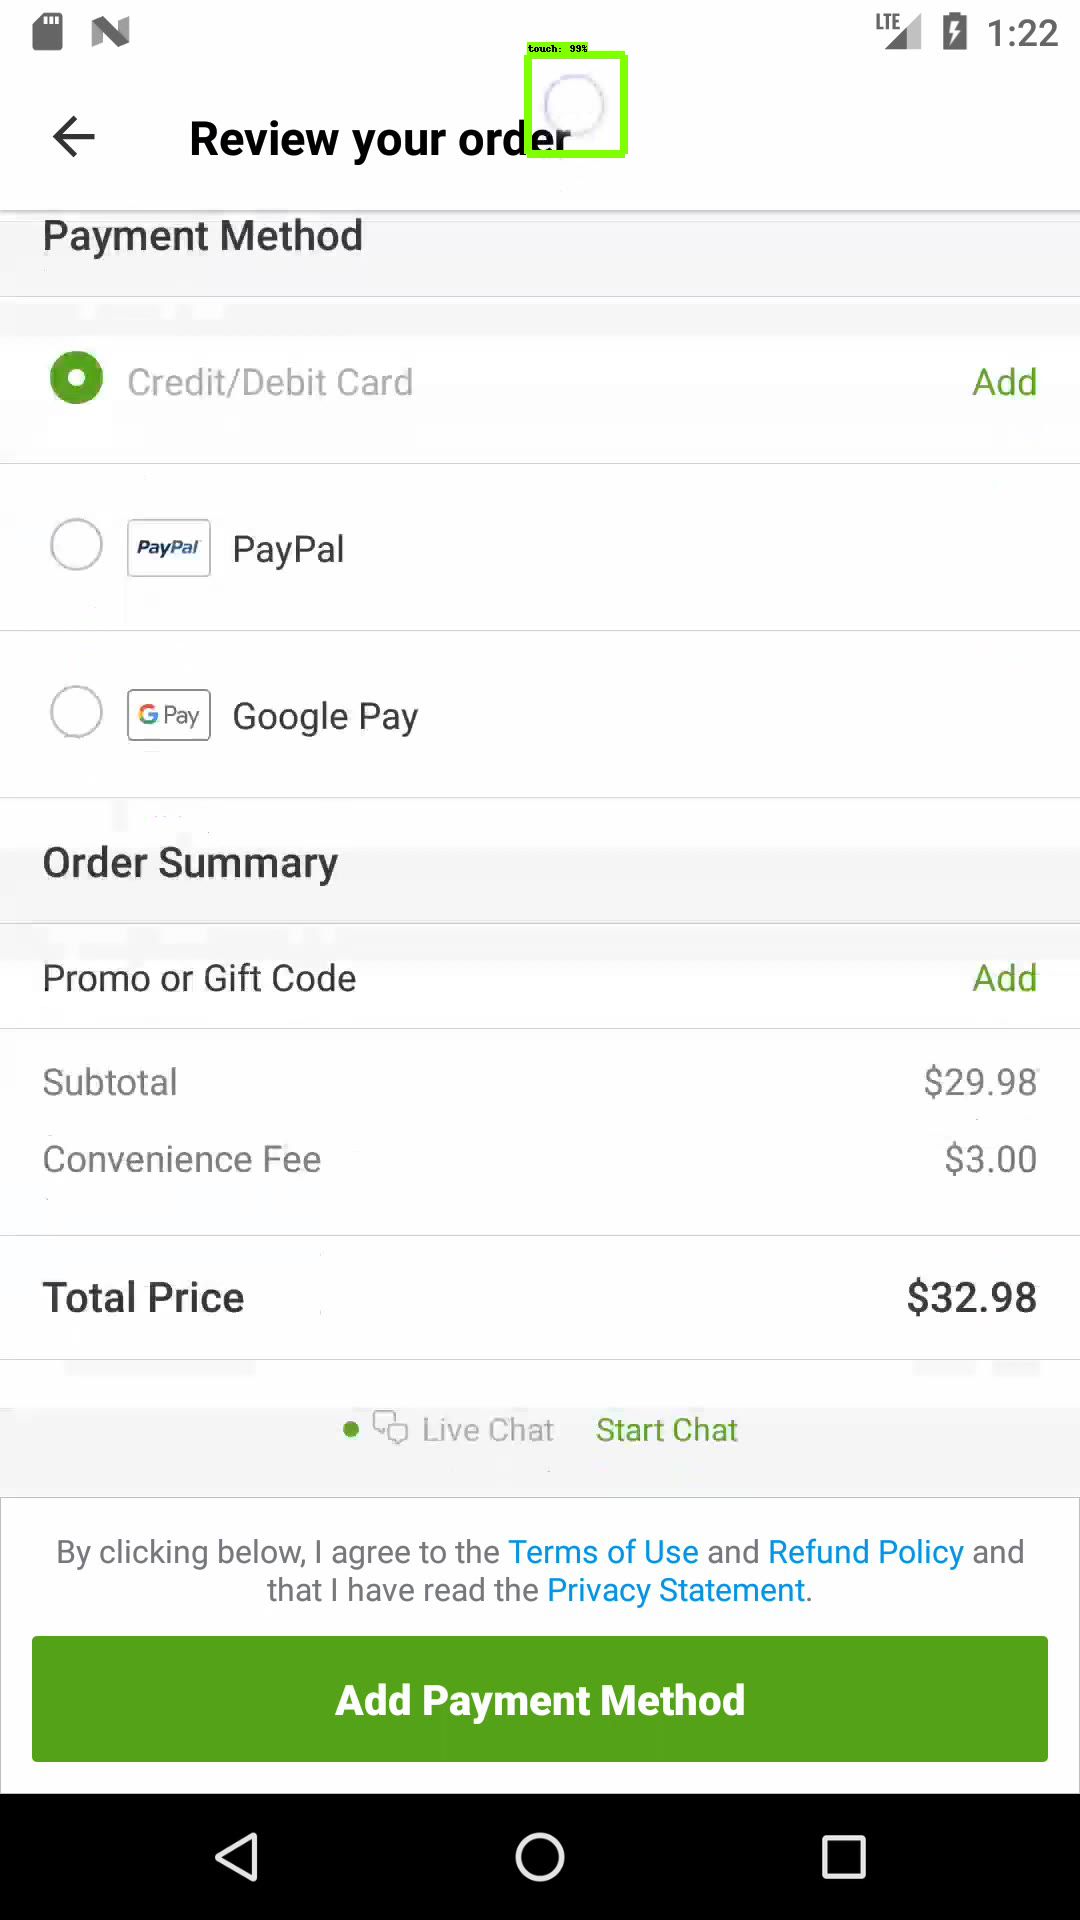 LTE 1:22
touch: 99%
Review your order
Payment Method
Credit/Debit Card Add
PayPal PayPal
G Pay Google Pay
Order Summary
Promo or Gift Code Add
Subtotal $29.98
Convenience Fee $3.00
Total Price $32.98
Live Chat Start Chat
By clicking below, I agree to the Terms of Use and Refund Policy and
that I have read the Privacy Statement.
Add Payment Method